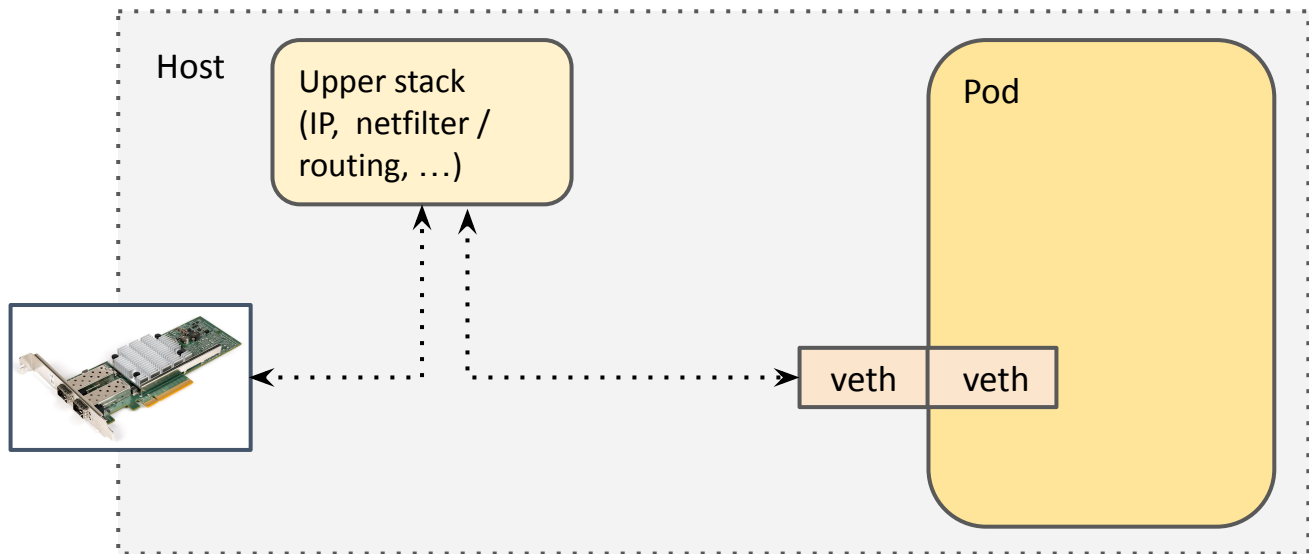 Host
Upper stack
(IP,  netfilter /
routing, …)
Pod
veth
veth